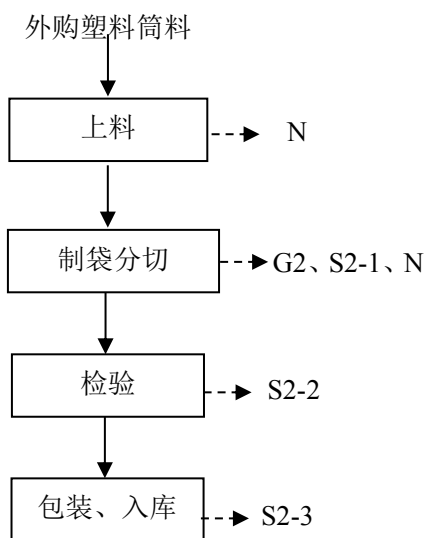 外购塑料筒料
上料
N
制袋分切
G2、S2-1、N
检验
S2-2
包装、入库
S2-3